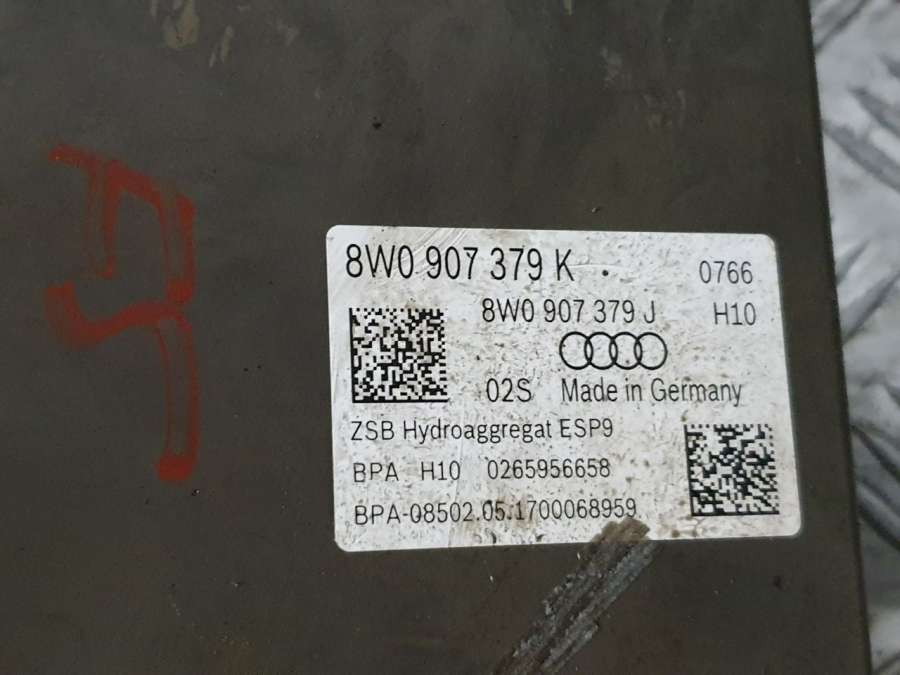 8W0 907 379 K
0766
8W0 907 379 J
H10
02S Made in Germany
ZSB Hydroaggregat ESP9
BPA H10 0265956658
BPA-08502.05.1700068959